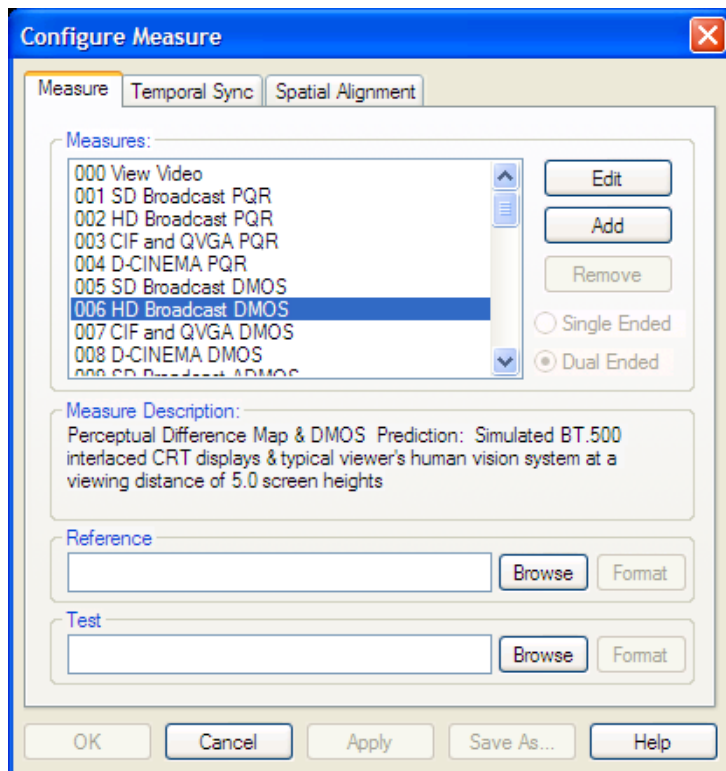 Configure Measure
Measure
Temporal Sync
Spatial Alignment
Measures:
000 View Video
001 SD Broadcast PQR
002 HD Broadcast PQR
003 CIF and QVGA PQR
004 D-CINEMA PQR
005 SD Broadcast DMOS
006 HD Broadcast DMOS
007 CIF and QVGA DMOS
008 D-CINEMA DMOS
009 SD Broadcast ADMOS
Edit
Add
Remove
Single Ended
Dual Ended
Measure Description:
Perceptual Difference Map & DMOS Prediction: Simulated BT.500
interlaced CRT displays & typical viewer's human vision system at a
viewing distance of 5.0 screen heights
Reference
Browse
Format
Test
Browse
Format
OK
Cancel
Apply
Save As...
Help